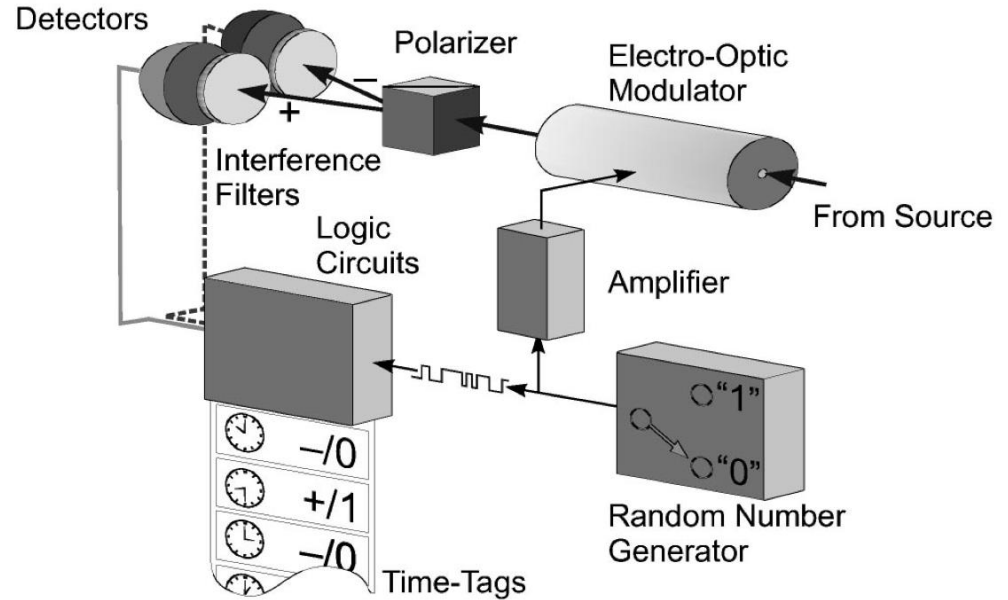 Detectors
Polarizer
Electro-Optic
Modulator
–
+
Interference
Filters
From Source
Logic
Circuits
Amplifier
“1”
“0”
–/0
+/1
–/0
Random Number
Generator
Time-Tags